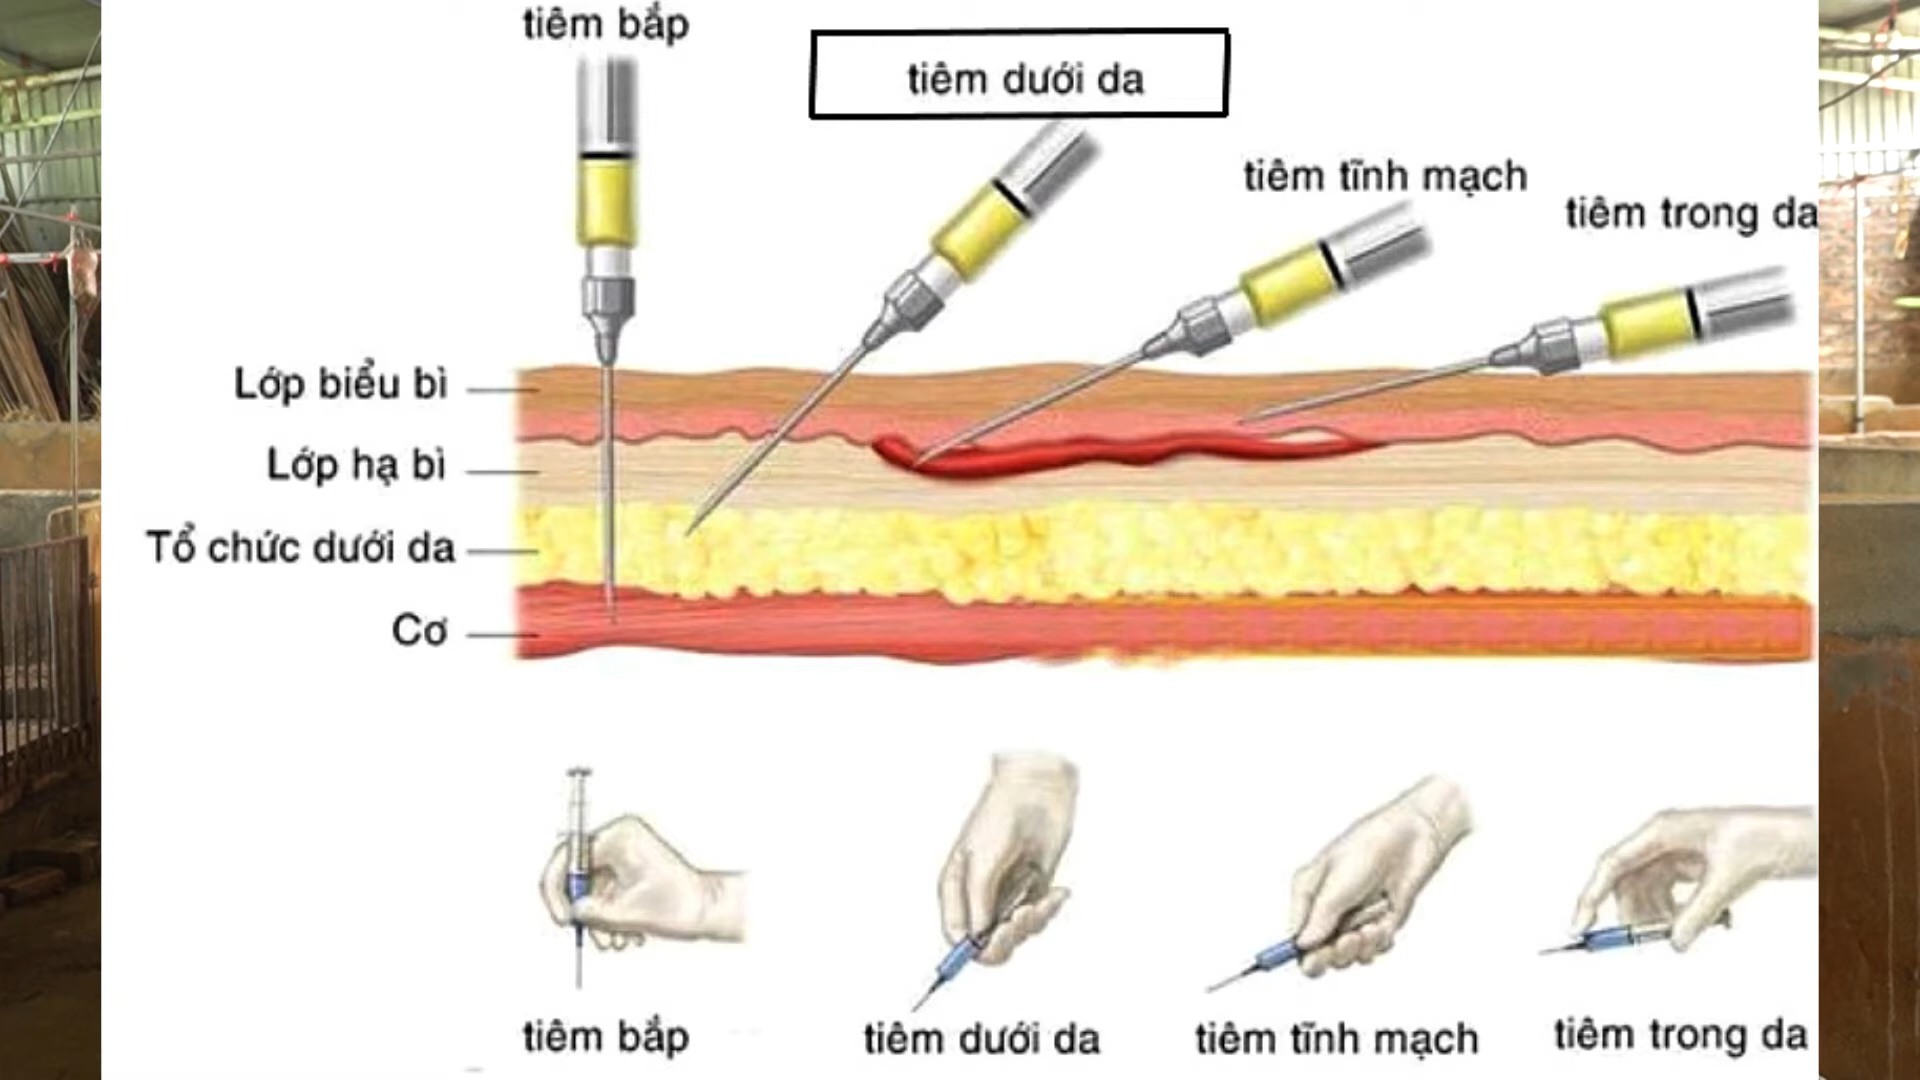 tiêm bắp
tiêm dưới da
tiêm tĩnh mạch
tiêm trong da
Lớp biểu bì
Lớp hạ bì
Tổ chức dưới da
Cơ
tiêm bắp
tiêm dưới da
tiêm tĩnh mạch
tiêm trong da